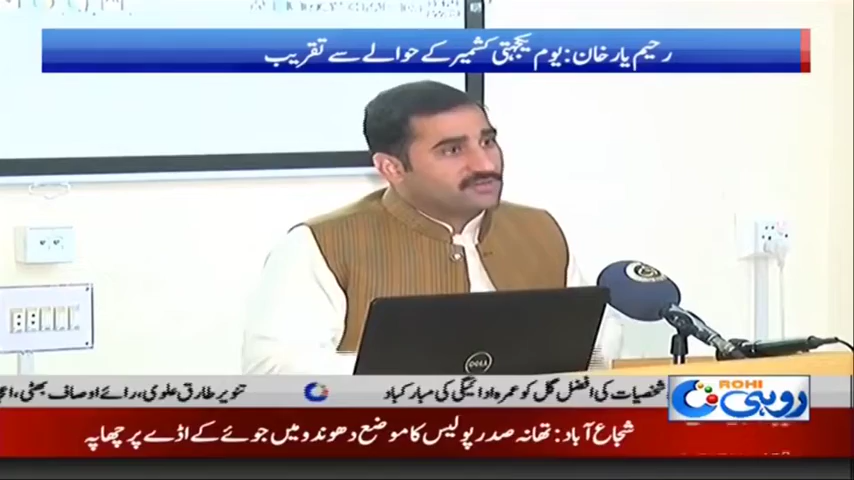 رحیم یار خان: یوم یکجہتی کشمیر کے حوالے سے تقریب
DELL
شخصیات کی افضل گل کو عمرہ ادائیگی کی مبارکباد
تنویر طارق علوی، رائے اوصاف بھٹی، اعجا
ROHI
روہی
شجاع آباد: تھانہ صدر پولیس کا موضع دھوندو میں جوئے کے اڈے پر چھاپہ